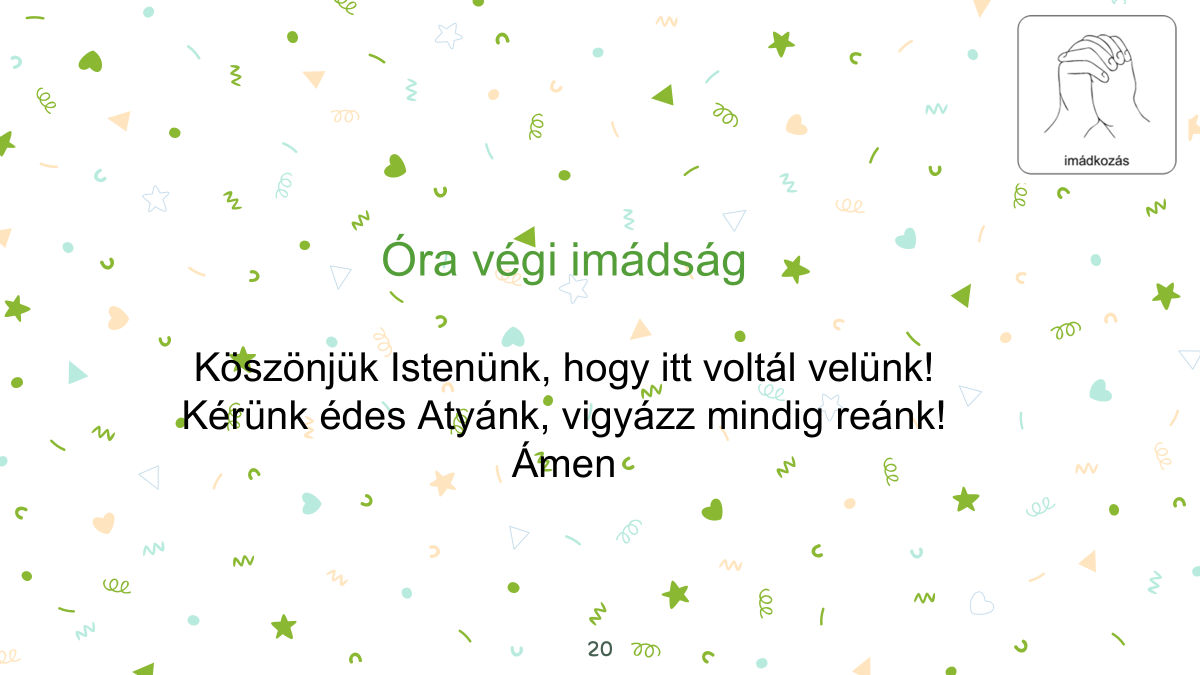 imádkozás
Óra végi imádság
Köszönjük Istenünk, hogy itt voltál velünk!
Kérünk édes Atyánk, vigyázz mindig reánk!
Ámen
20